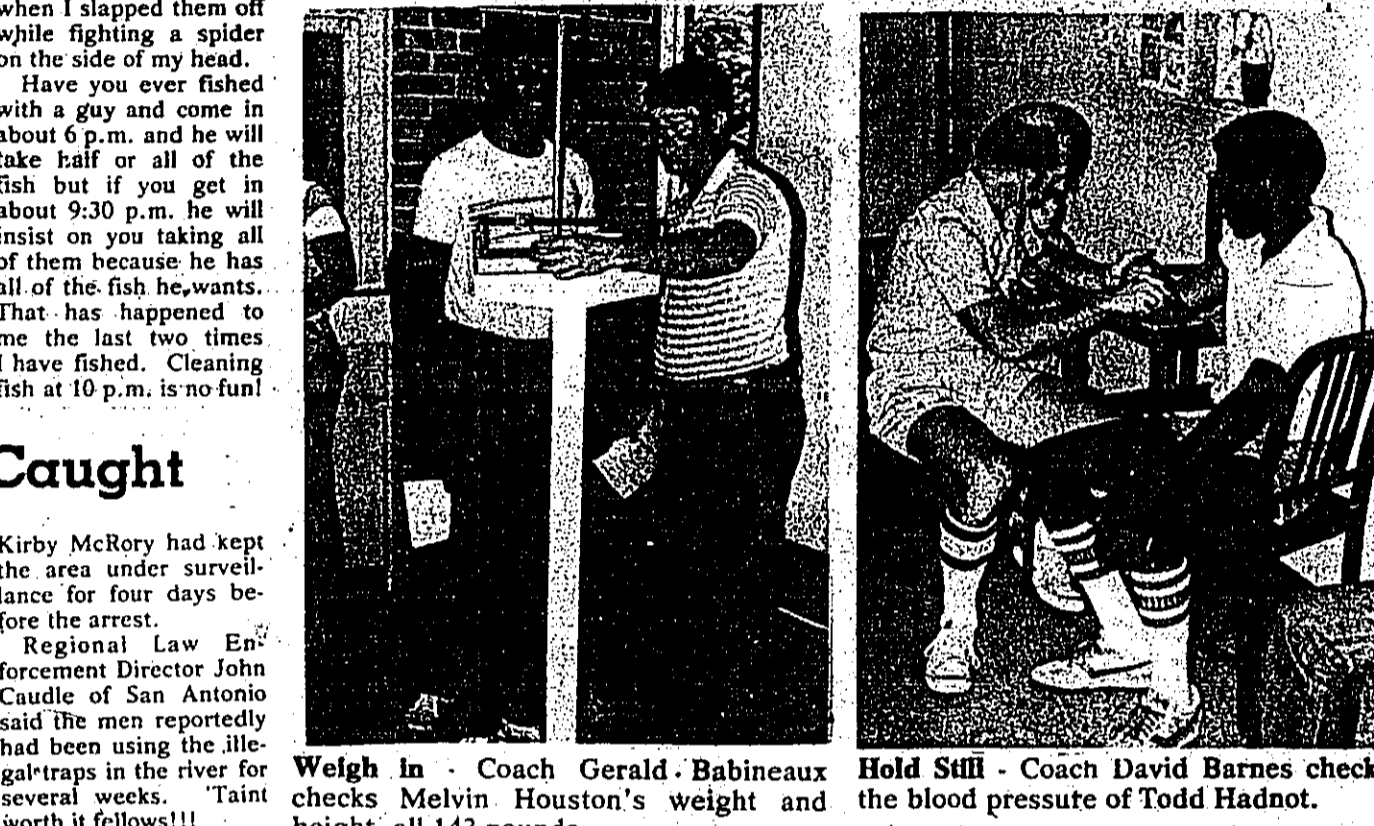 when I slapped them off
while fighting a spider
on the side of my head.
Have you ever fished
with a guy and come in
about 6 p.m. and he will
take half or all of the
fish but if you get in
about 9:30 p.m. he will
insist on you taking all
of them because he has
all of the fish he wants.
That has happened to
me the last two times
I have fished. Cleaning
fish at 10 p.m. is no fun!
Caught
Kirby McRory had kept
the area under surveil-
lance for four days be-
fore the arrest.
Regional Law En-
forcement Director John
Caudle of San Antonio
said the men reportedly
had been using the ille-
gal traps in the river for
several weeks. 'Taint
worth it fellows!!!
Weigh in - Coach Gerald Babineaux
checks Melvin Houston's weight and
height, all 143 pounds
Hold Still - Coach David Barnes check
the blood pressure of Todd Hadnot.